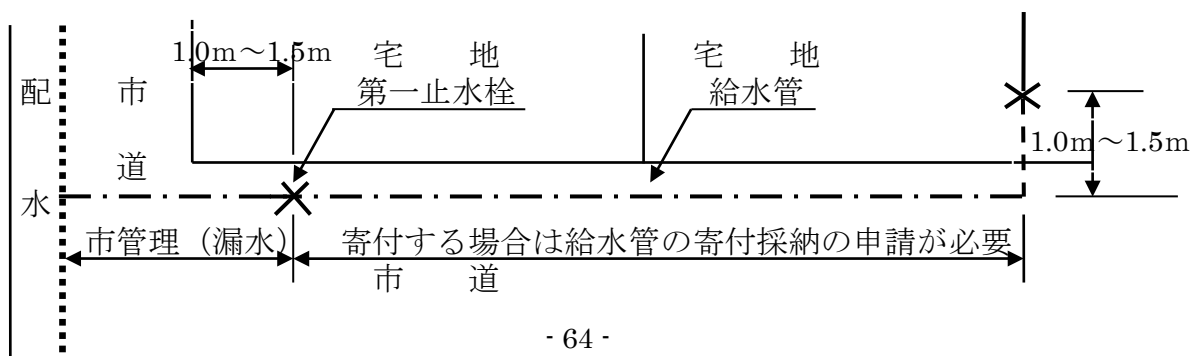 1.0m～1.5m
宅　地
宅　地
配水
市道
第一止水栓
給水管
1.0m～1.5m
市管理（漏水）
寄付する場合は給水管の寄付採納の申請が必要
市　道
- 64 -